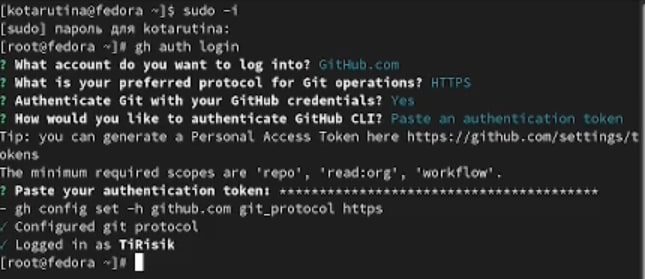 [kotarutina@fedora ~]$ sudo -i
[sudo] пароль для kotarutina:
[root@fedora ~]# gh auth login
? What account do you want to log into? GitHub.com
? What is your preferred protocol for Git operations? HTTPS
? Authenticate Git with your GitHub credentials? Yes
? How would you like to authenticate GitHub CLI? Paste an authentication token
Tip: you can generate a Personal Access Token here https://github.com/settings/t
okens
The minimum required scopes are 'repo', 'read:org', 'workflow'.
? Paste your authentication token: ****************************************
- gh config set -h github.com git_protocol https
✓ Configured git protocol
✓ Logged in as TiRisik
[root@fedora ~]#